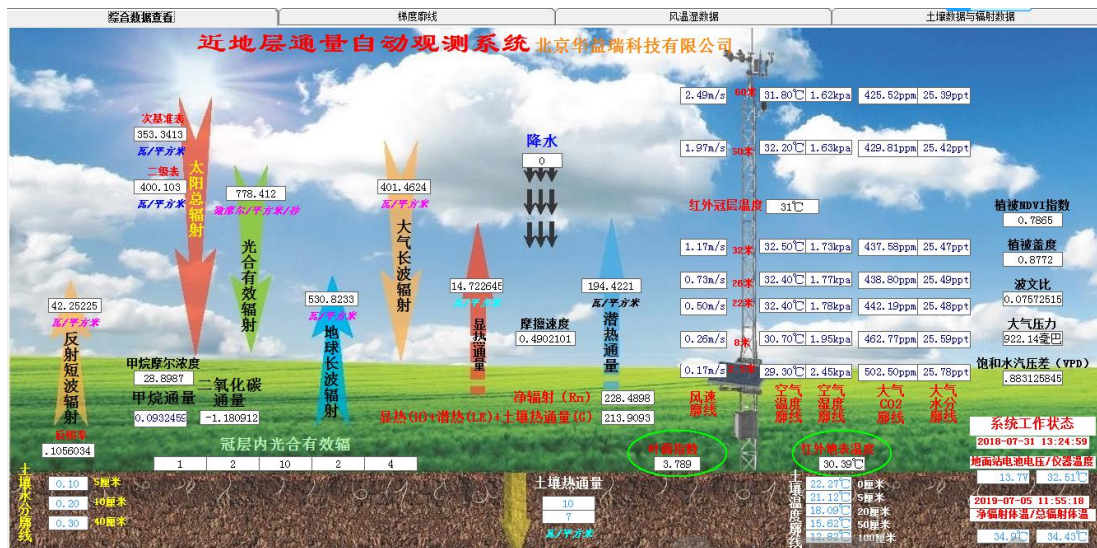 综合数据查看
梯度廓线
风温湿数据
土壤数据与辐射数据
近地层通量自动观测系统 北京华益瑞科技有限公司
次基准表
353.3413
瓦/平方米
二级表
400.103
瓦/平方米
太阳总辐射
778.412
微摩尔/平方米/秒
光合有效辐射
401.4624
瓦/平方米
大气长波辐射
降水
0
42.25225
瓦/平方米
反射短波辐射
反照率
.1056034
530.8233
瓦/平方米
地球长波辐射
14.722645
瓦/平方米
显热通量
194.4221
瓦/平方米
潜热通量
摩擦速度
0.4902101
甲烷摩尔浓度
28.8987
甲烷通量
0.0932459
二氧化碳通量
-1.180912
净辐射(Rn) 228.4898
显热(H)+潜热(LE)+土壤热通量(G) 213.9093
冠层内光合有效辐
1 2 10 2 4
2.49m/s 60米 31.80℃ 1.62kpa 425.52ppm 25.39ppt
1.97m/s 50米 32.20℃ 1.63kpa 429.81ppm 25.42ppt
红外冠层温度 31℃
1.17m/s 32米 32.50℃ 1.73kpa 437.58ppm 25.47ppt
0.73m/s 26米 32.40℃ 1.77kpa 438.80ppm 25.49ppt
0.50m/s 22米 32.40℃ 1.78kpa 442.19ppm 25.48ppt
0.26m/s 8米 30.70℃ 1.95kpa 462.77ppm 25.59ppt
0.17m/s 29.30℃ 2.45kpa 502.50ppm 25.78ppt
风速廓线
空气温度廓线
空气湿度廓线
大气CO2廓线
大气水分廓线
植被NDVI指数
0.7865
植被盖度
0.8772
波文比
0.07572515
大气压力
922.14毫巴
饱和水汽压差(VPD)
.883125845
叶面指数
3.789
红外地表温度
30.39℃
系统工作状态
2018-07-31 13:24:59
地面站电池电压/仪器温度
13.7V 32.51℃
2019-07-05 11:55:18
净辐射体温/总辐射体温
34.9℃ 34.43℃
土壤水分廓线
0.10 5厘米
0.20 10厘米
0.30 40厘米
土壤热通量
10
7
瓦/平方米
土壤温度廓线
22.27℃ 0厘米
21.12℃ 5厘米
18.09℃ 20厘米
15.62℃ 50厘米
12.82℃ 100厘米